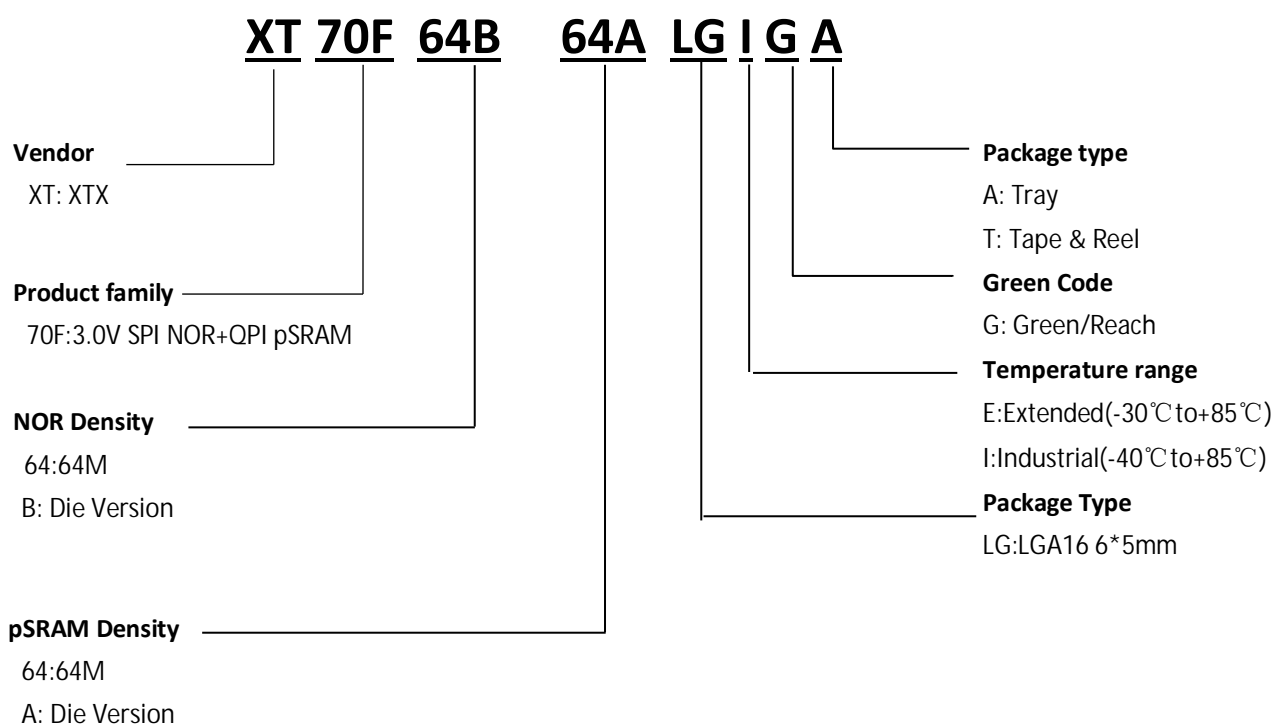 XT 70F 64B 64A LG I G A
Vendor
XT: XTX
Product family
70F:3.0V SPI NOR+QPI pSRAM
NOR Density
64:64M
B: Die Version
pSRAM Density
64:64M
A: Die Version
Package type
A: Tray
T: Tape & Reel
Green Code
G: Green/Reach
Temperature range
E:Extended(-30℃to+85℃)
I:Industrial(-40℃to+85℃)
Package Type
LG:LGA16 6*5mm